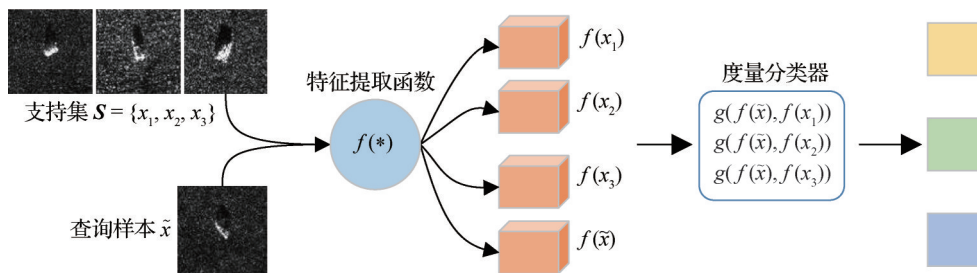 支持集 S = {x₁, x₂, x₃}
查询样本 x̃
特征提取函数
f(*)
f(x₁)
f(x₂)
f(x₃)
f(x̃)
度量分类器
g(f(x̃), f(x₁))
g(f(x̃), f(x₂))
g(f(x̃), f(x₃))